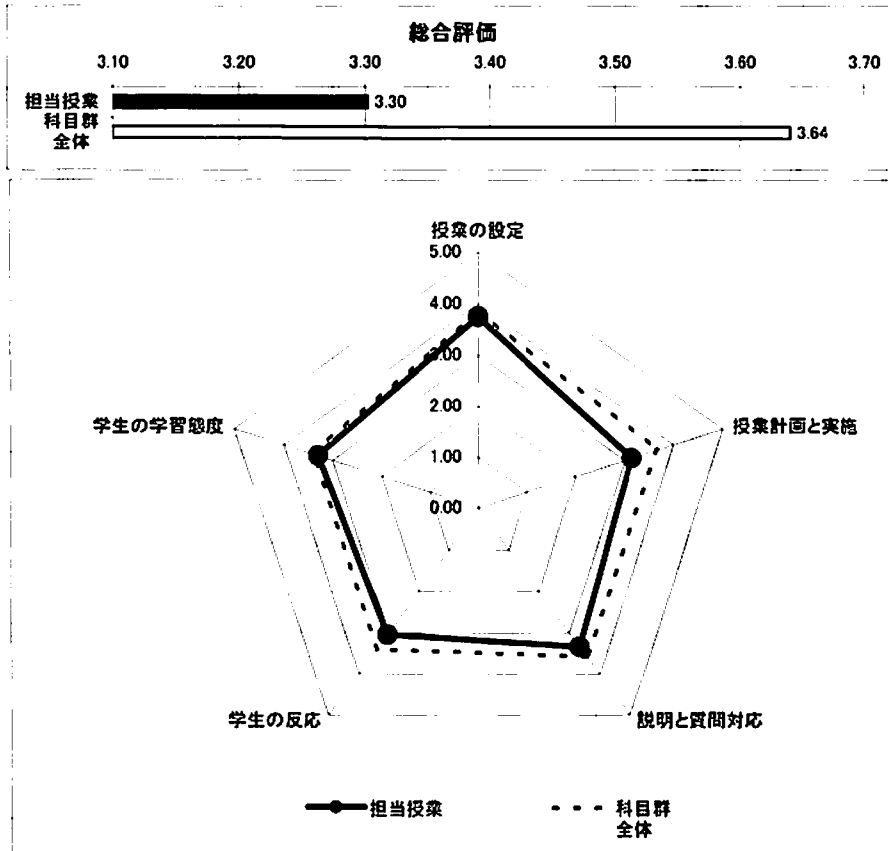 総合評価
3.10 3.20 3.30 3.40 3.50 3.60 3.70
担当授業 3.30
科目群
全体 3.64
授業の設定
5.00
4.00
3.00
2.00
1.00
0.00
学生の学習態度
授業計画と実施
学生の反応
説明と質問対応
担当授業
科目群
全体